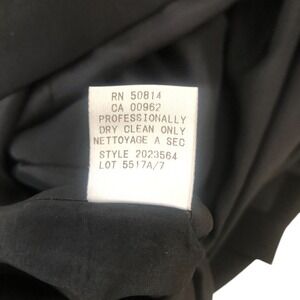 RN 50814
CA 00962
PROFESSIONALLY
DRY CLEAN ONLY
NETTOYAGE A SEC
STYLE 2023564
LOT 5517A/7